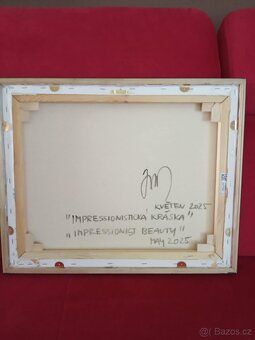 KVĚTEN 2025
"IMPRESSIONISTICKÁ KRÁSKA"
"IMPRESSIONIST BEAUTY"
MAY 2025
Bazos.cz